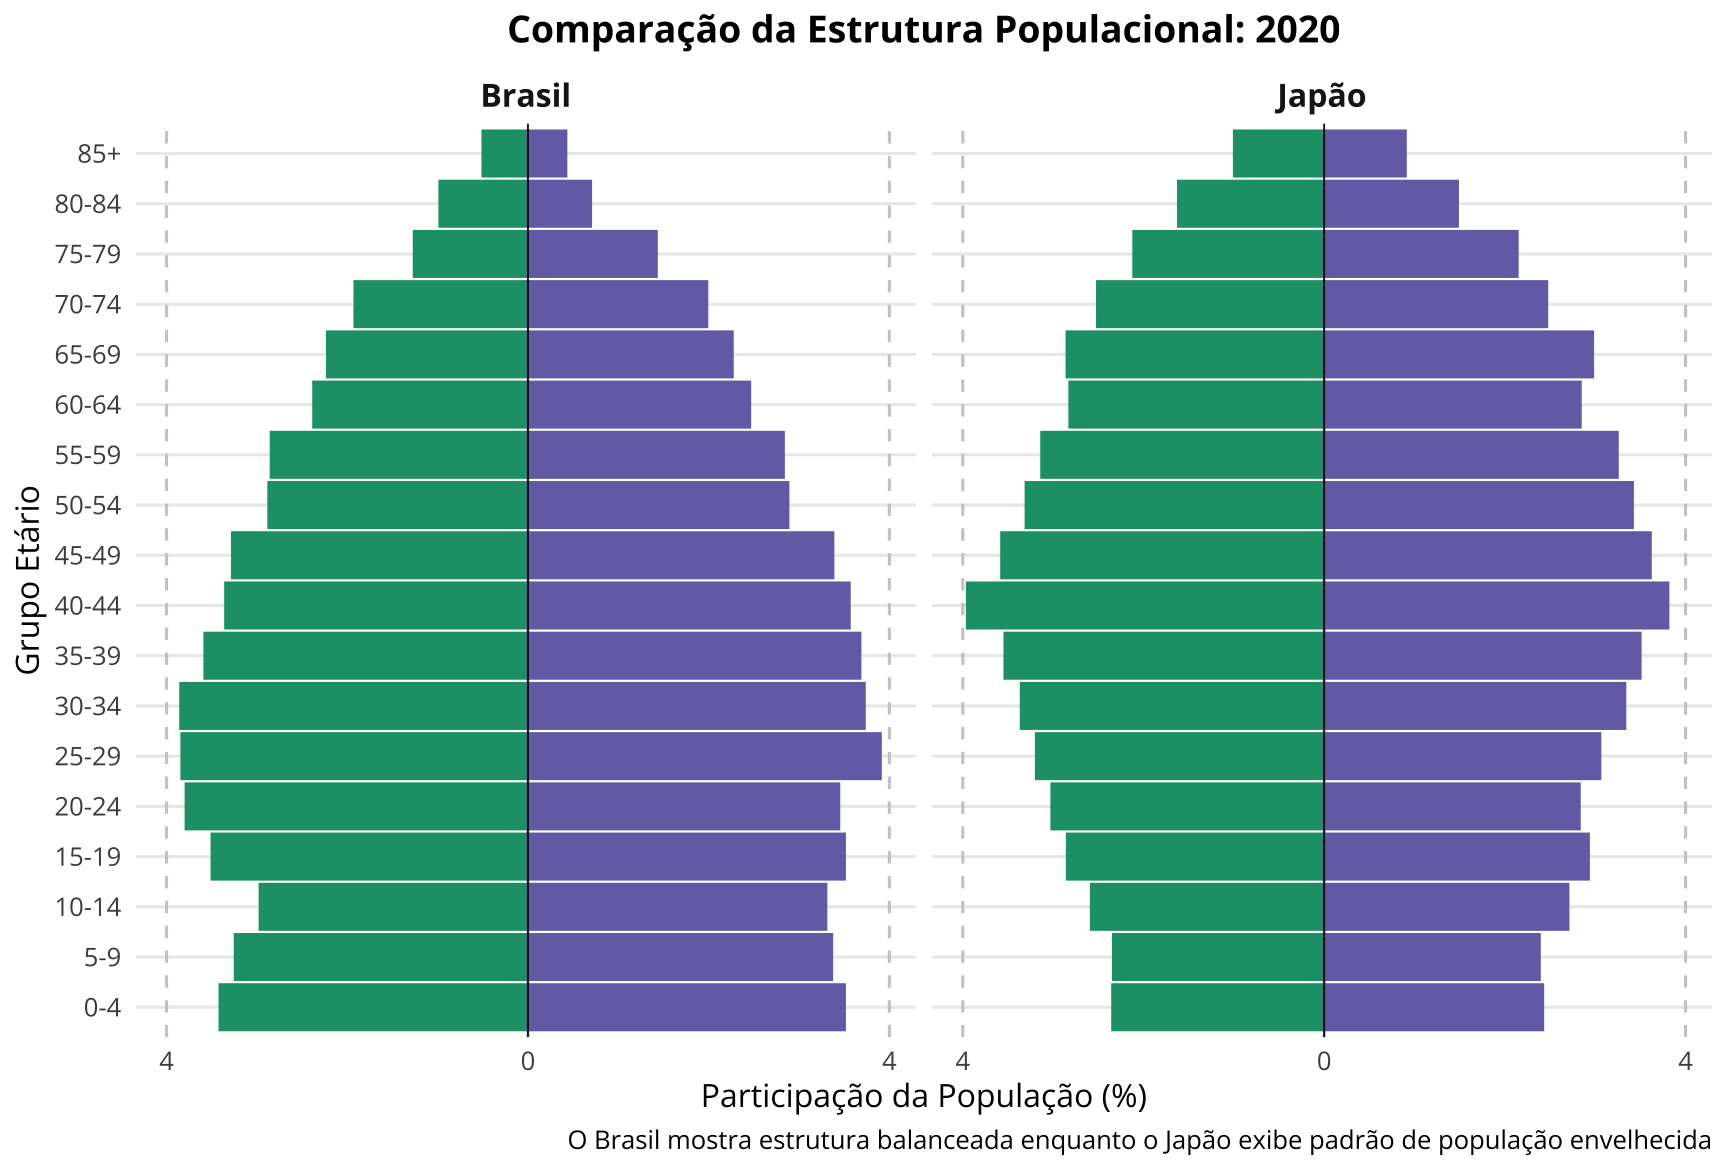 Comparação da Estrutura Populacional: 2020
Brasil
Japão
Grupo Etário
85+
80-84
75-79
70-74
65-69
60-64
55-59
50-54
45-49
40-44
35-39
30-34
25-29
20-24
15-19
10-14
5-9
0-4
4 0 4
4 0 4
Participação da População (%)
O Brasil mostra estrutura balanceada enquanto o Japão exibe padrão de população envelhecida